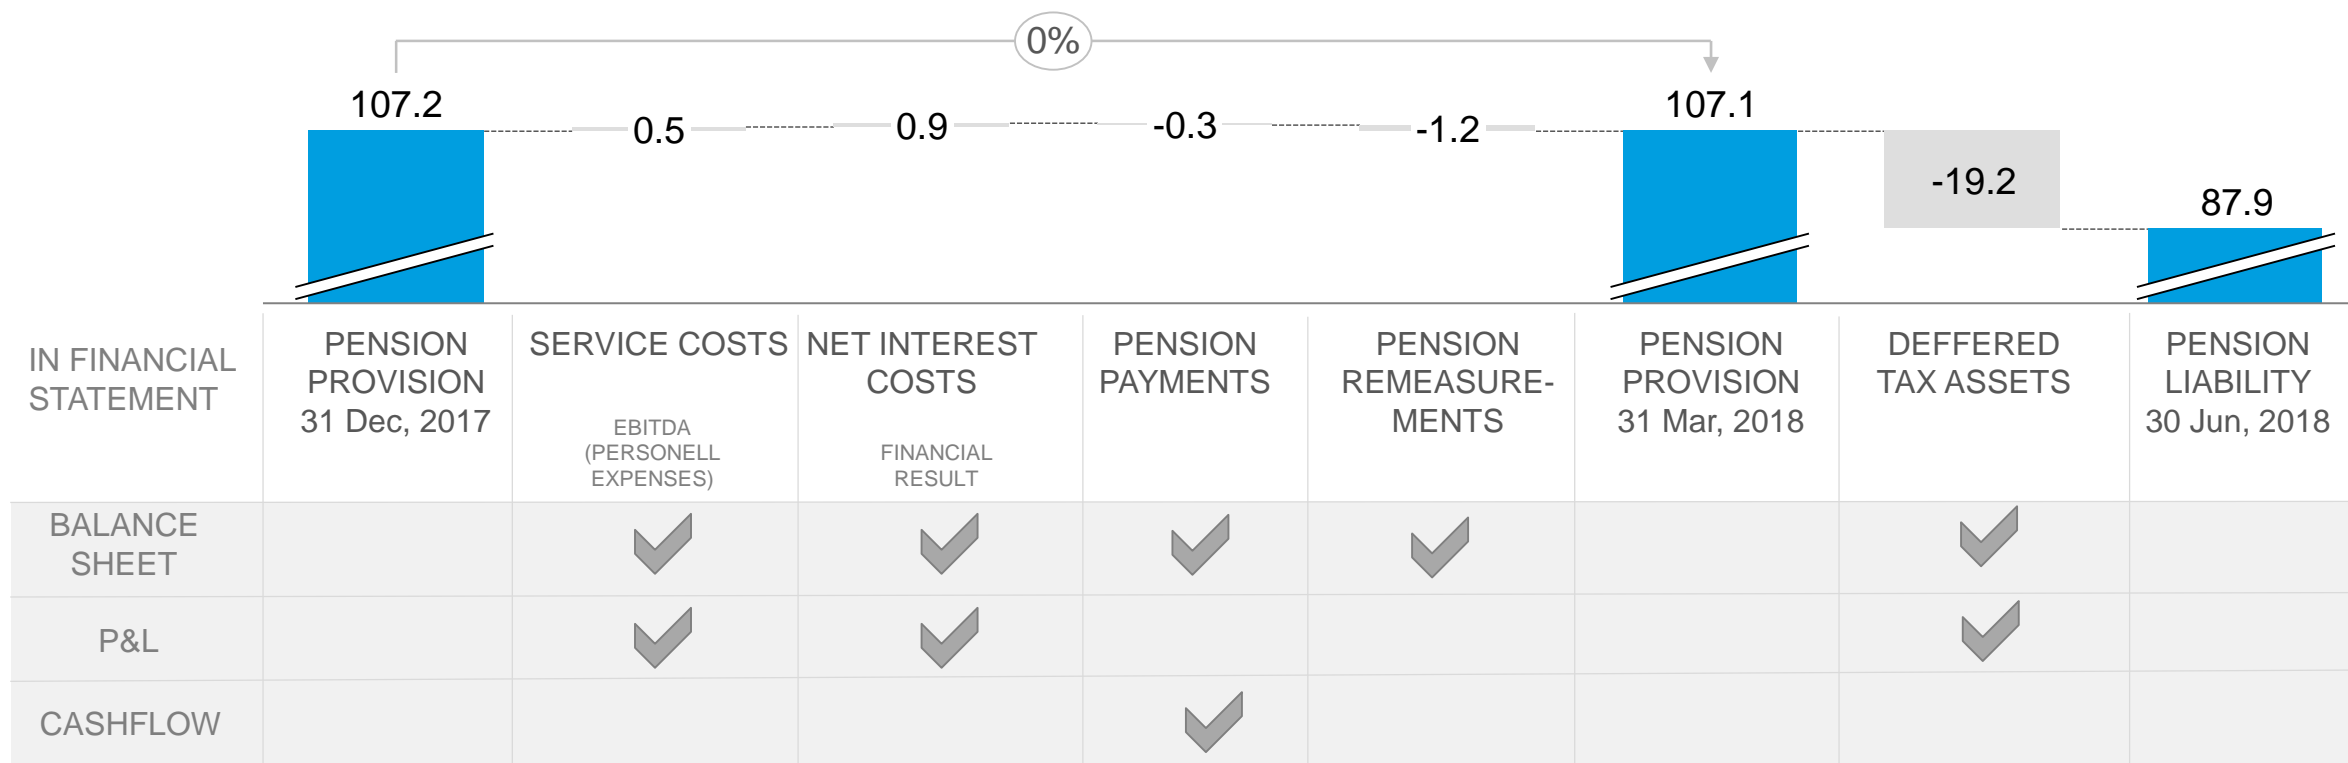 0%
107.2
0.5
0.9
-0.3
-1.2
107.1
-19.2
87.9
IN FINANCIAL
STATEMENT
PENSION
PROVISION
31 Dec, 2017
SERVICE COSTS
EBITDA
(PERSONELL
EXPENSES)
NET INTEREST
COSTS
FINANCIAL
RESULT
PENSION
PAYMENTS
PENSION
REMEASURE-
MENTS
PENSION
PROVISION
31 Mar, 2018
DEFFERED
TAX ASSETS
PENSION
LIABILITY
30 Jun, 2018
BALANCE
SHEET
P&L
CASHFLOW